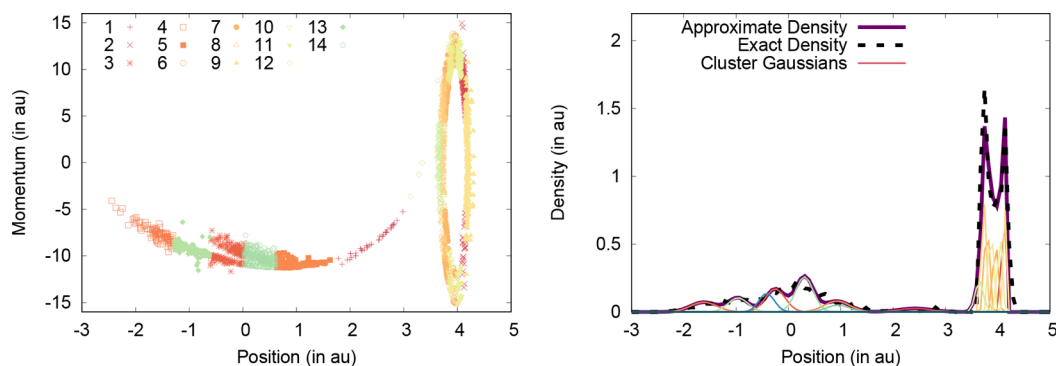 1 4 7 10 13
2 5 8 11 14
3 6 9 12
15
10
5
0
-5
-10
-15
-3 -2 -1 0 1 2 3 4 5
Momentum (in au)
Position (in au)
Approximate Density
Exact Density
Cluster Gaussians
2
1.5
1
0.5
0
-3 -2 -1 0 1 2 3 4 5
Density (in au)
Position (in au)